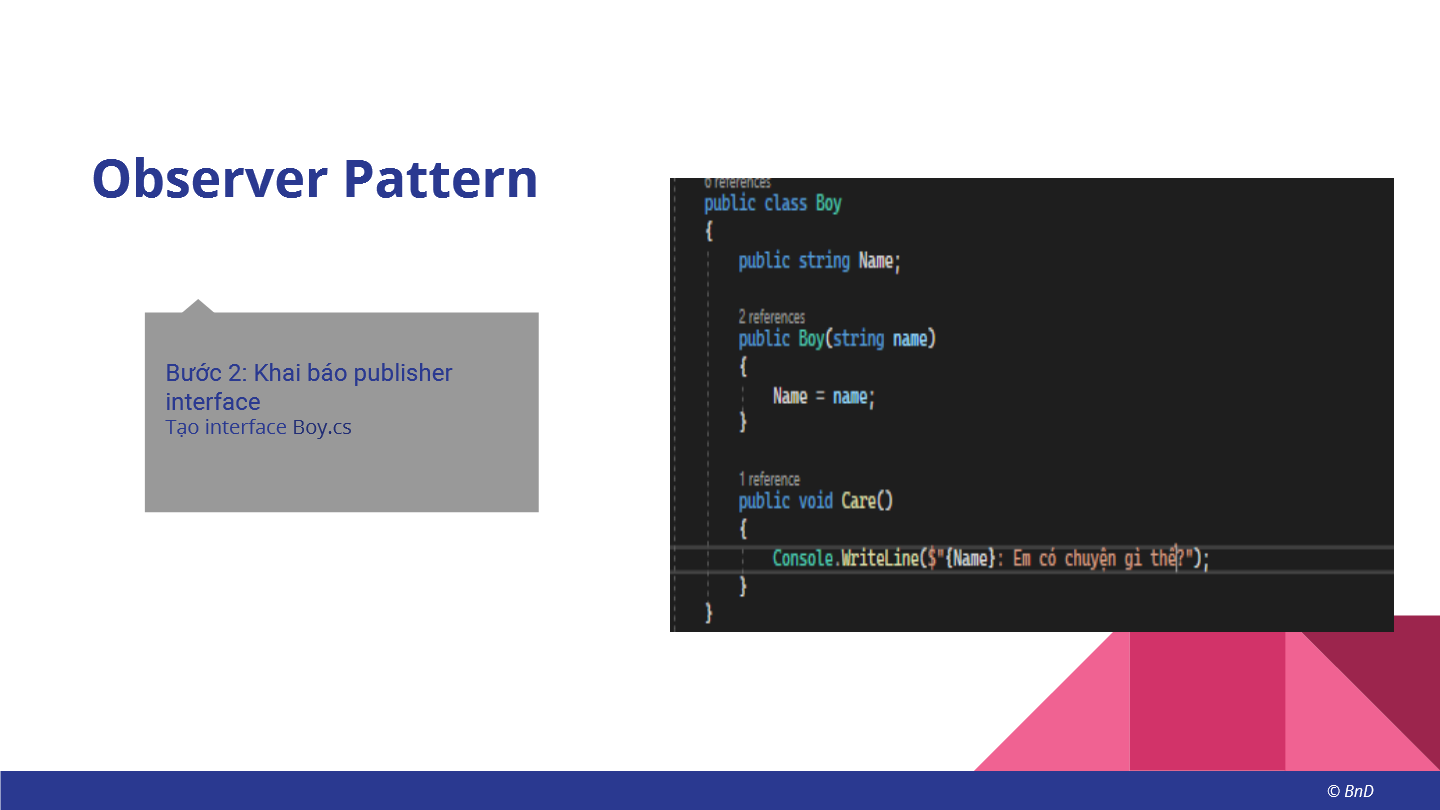 Observer Pattern
Bước 2: Khai báo publisher
interface
Tạo interface Boy.cs
6 references
public class Boy
{
public string Name;
2 references
public Boy(string name)
{
Name = name;
}
1 reference
public void Care()
{
Console.WriteLine($"{Name}: Em có chuyện gì thế?");
}
}
© BnD